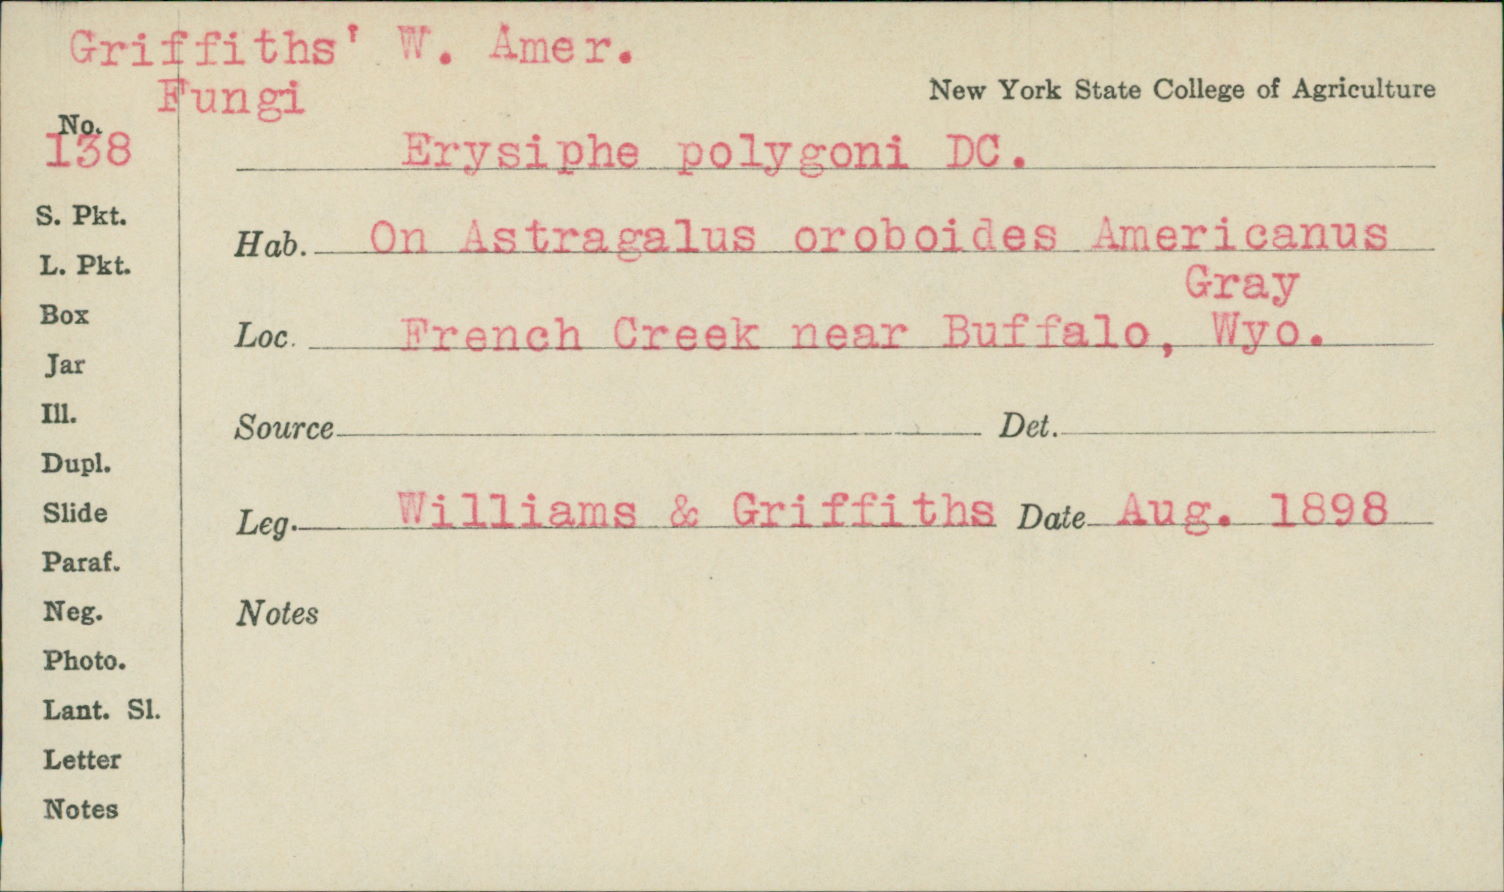 Griffiths' W. Amer.
Fungi
New York State College of Agriculture
No.
138
Erysiphe polygoni DC.
S. Pkt.
Hab. On Astragalus oroboides Americanus
L. Pkt.
Gray
Box
Loc. French Creek near Buffalo, Wyo.
Jar
Ill.
Source
Det.
Dupl.
Slide
Leg. Williams & Griffiths Date Aug. 1898
Paraf.
Neg.
Notes
Photo.
Lant. Sl.
Letter
Notes